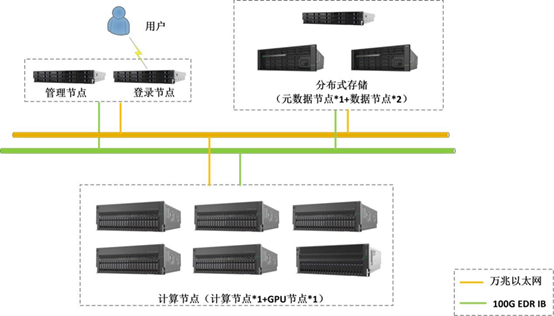 用户
管理节点
登录节点
分布式存储
（元数据节点*1+数据节点*2）
计算节点（计算节点*1+GPU节点*1）
万兆以太网
100G EDR IB